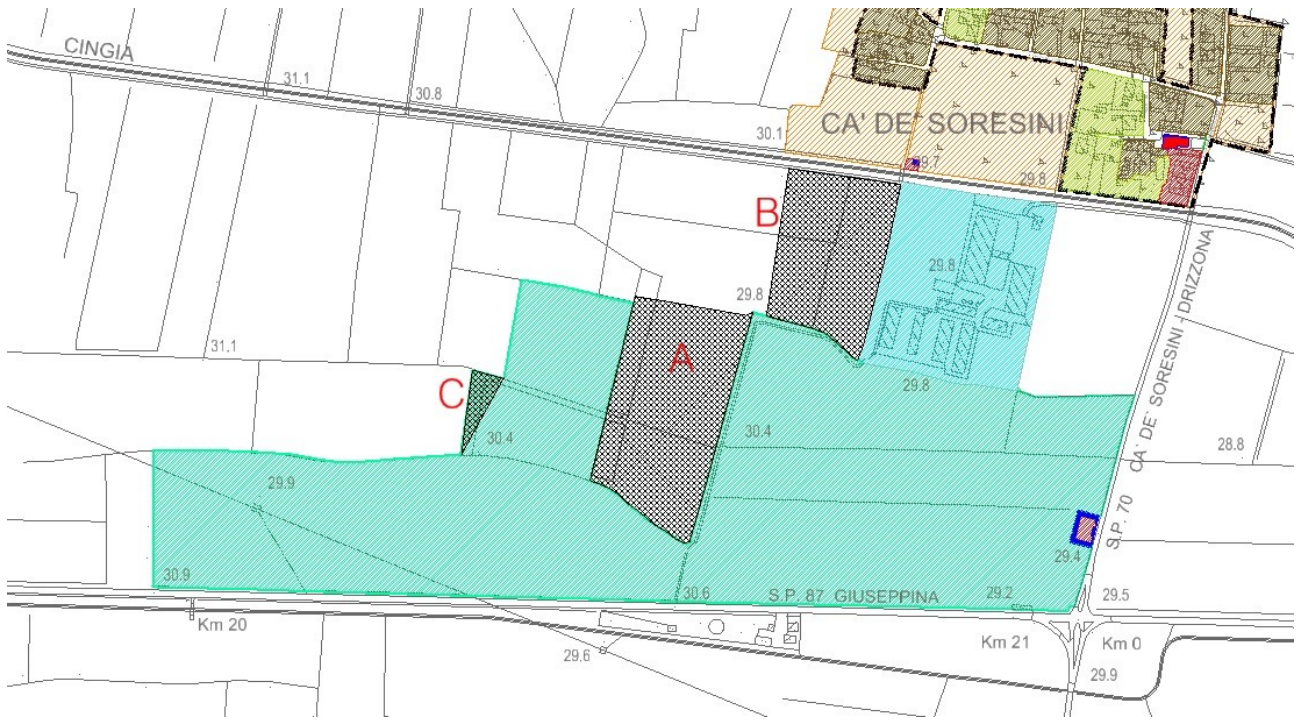 CINGIA
31.1
30.8
30.1
CA' DE' SORESINI
29.7
29.8
B
29.8
29.8
A
31.1
29.8
C
30.4
30.4
CA' DE' SORESINI - DRIZZONA
28.8
29.9
S.P. 70
29.4
30.9
30.6
S.P. 87 GIUSEPPINA
29.2
29.5
Km 20
Km 21
Km 0
29.6
29.9